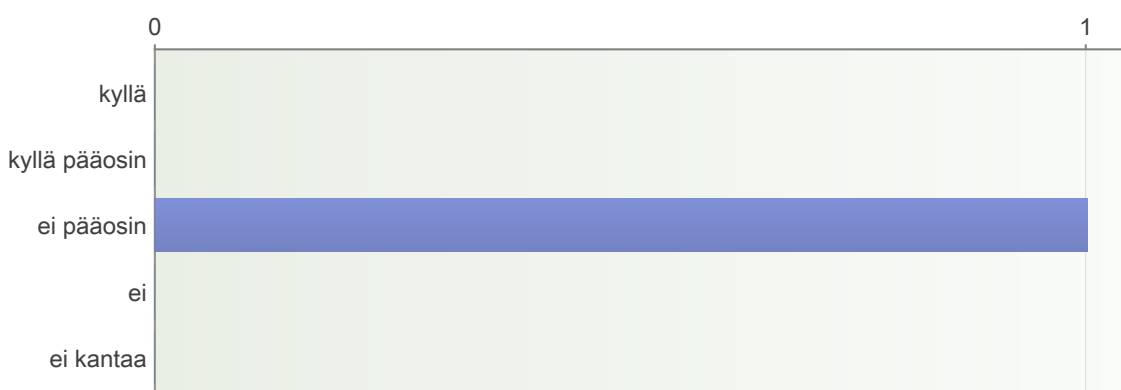 0 1
kyllä
kyllä pääosin
ei pääosin
ei
ei kantaa